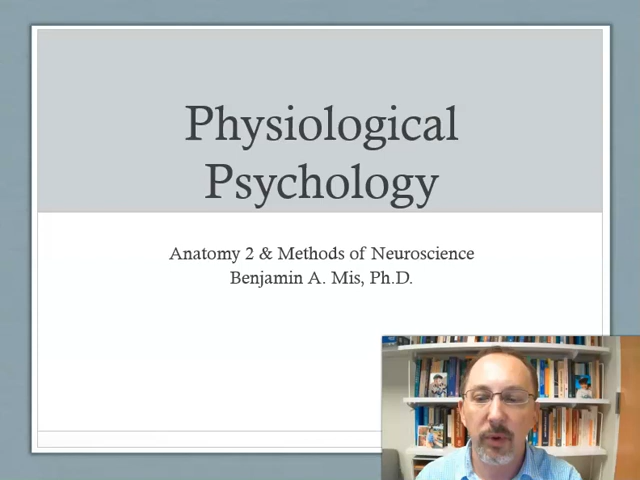 Physiological
Psychology
Anatomy 2 & Methods of Neuroscience
Benjamin A. Mis, Ph.D.